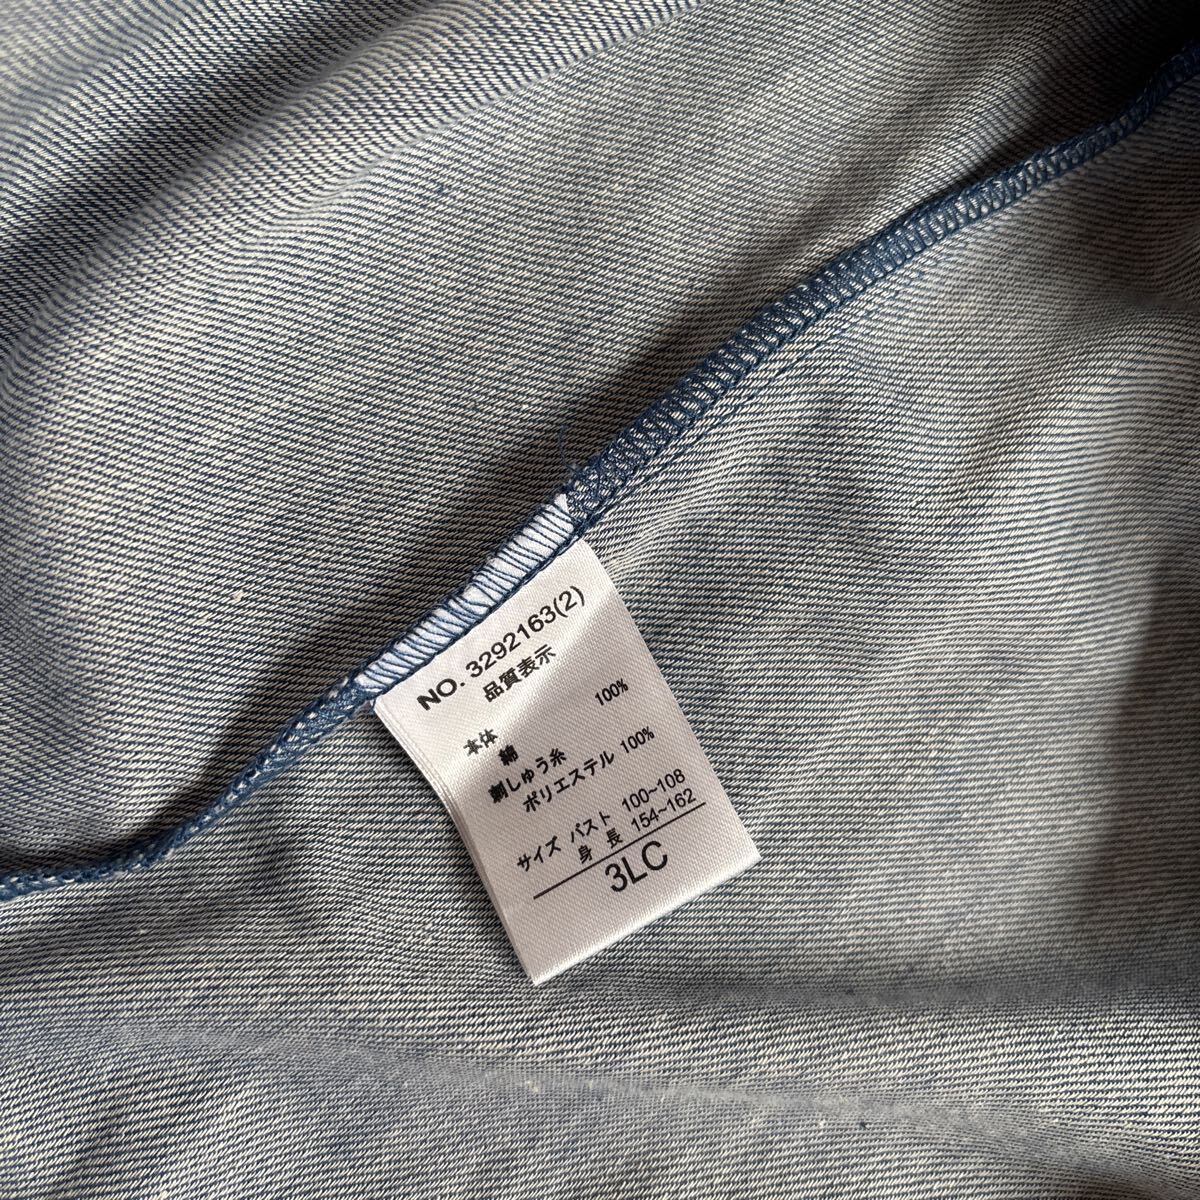 NO. 3292163(2)
品質表示
本体
綿 100%
刺しゅう糸
ポリエステル 100%
サイズ バスト 100~108
身 長 154~162
3LC